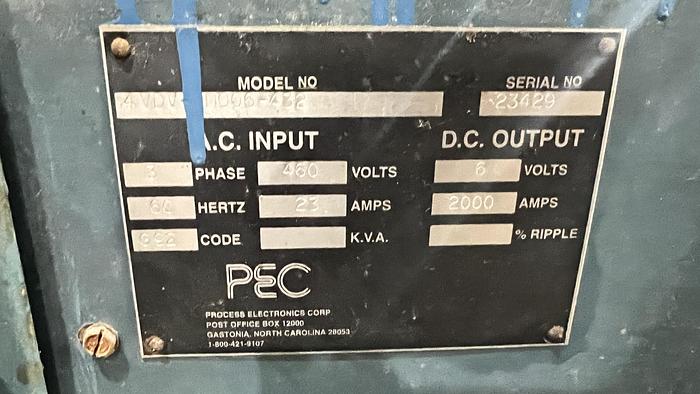 MODEL NO SERIAL NO
23429
A.C. INPUT D.C. OUTPUT
3 PHASE 460 VOLTS 6 VOLTS
HERTZ 23 AMPS 2000 AMPS
CODE K.V.A. % RIPPLE
PEC
PROCESS ELECTRONICS CORP
POST OFFICE BOX 12000
GASTONIA, NORTH CAROLINA 28053
1-800-421-9107